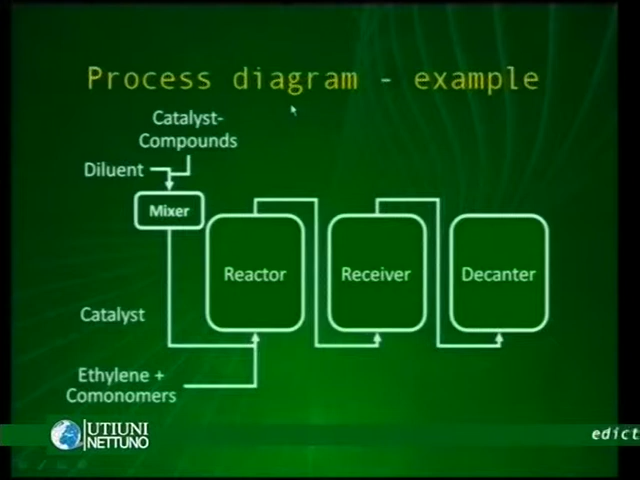 Process diagram - example
Catalyst-
Compounds
Diluent
Mixer
Reactor
Receiver
Decanter
Catalyst
Ethylene +
Comonomers
UTIUNI
NETTUNO
edict